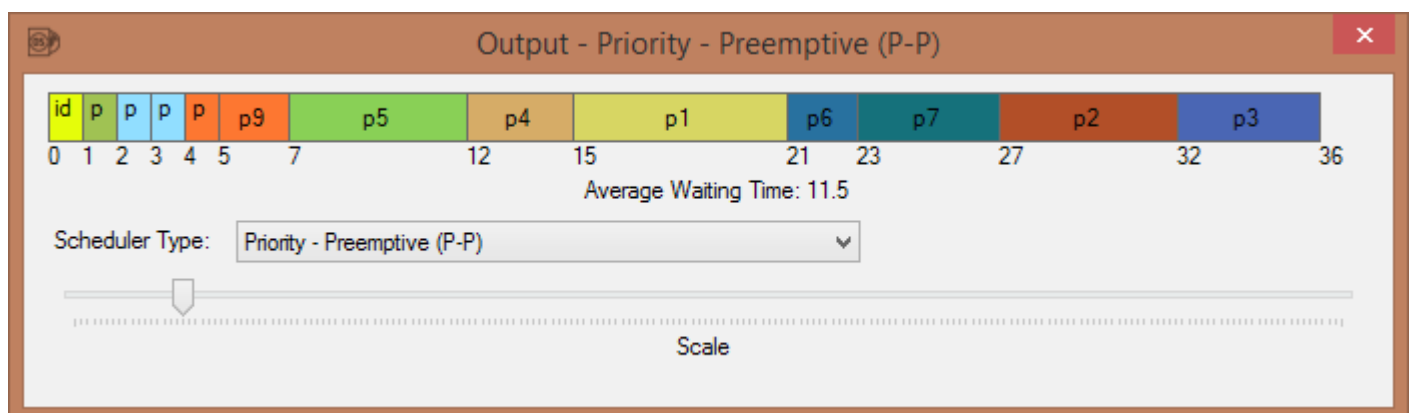 Output - Priority - Preemptive (P-P)
id p p p p p9 p5 p4 p1 p6 p7 p2 p3
0 1 2 3 4 5 7 12 15 21 23 27 32 36
Average Waiting Time: 11.5
Scheduler Type: Priority - Preemptive (P-P)
Scale